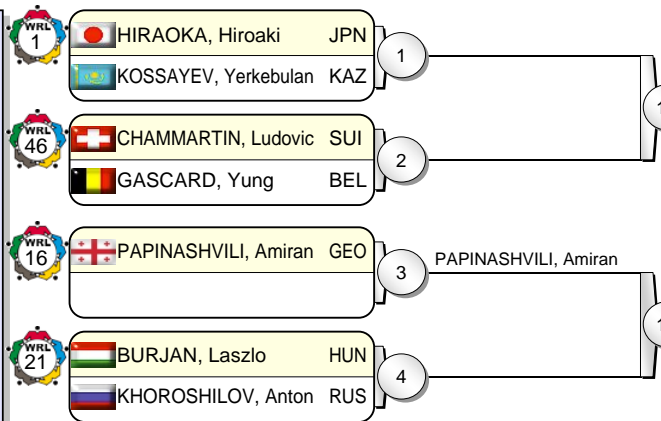 WRL
1
HIRAOKA, Hiroaki JPN
KOSSAYEV, Yerkebulan KAZ
1
WRL
46
CHAMMARTIN, Ludovic SUI
GASCARD, Yung BEL
2
WRL
16
PAPINASHVILI, Amiran GEO
3
PAPINASHVILI, Amiran
WRL
21
BURJAN, Laszlo HUN
KHOROSHILOV, Anton RUS
4